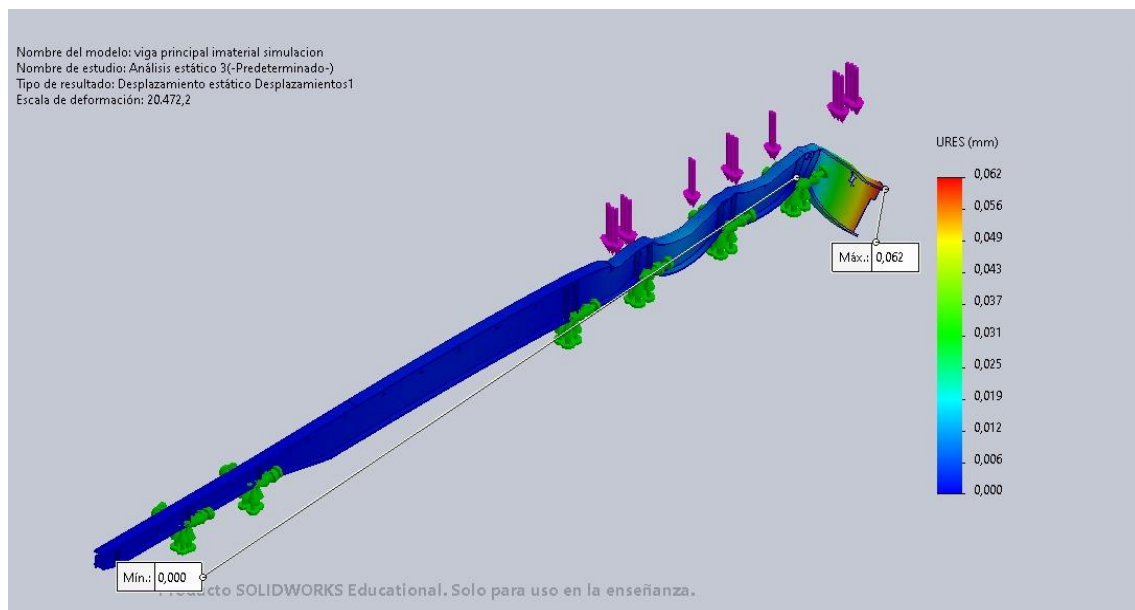 Nombre del modelo: viga principal imaterial simulacion
Nombre de estudio: Análisis estático 3(-Predeterminado-)
Tipo de resultado: Desplazamiento estático Desplazamientos1
Escala de deformación: 20.472,2
URES (mm)
0,062
0,056
0,049
0,043
0,037
0,031
0,025
0,019
0,012
0,006
0,000
Máx.: 0,062
Mín.: 0,000
SOLIDWORKS Educational. Solo para uso en la enseñanza.